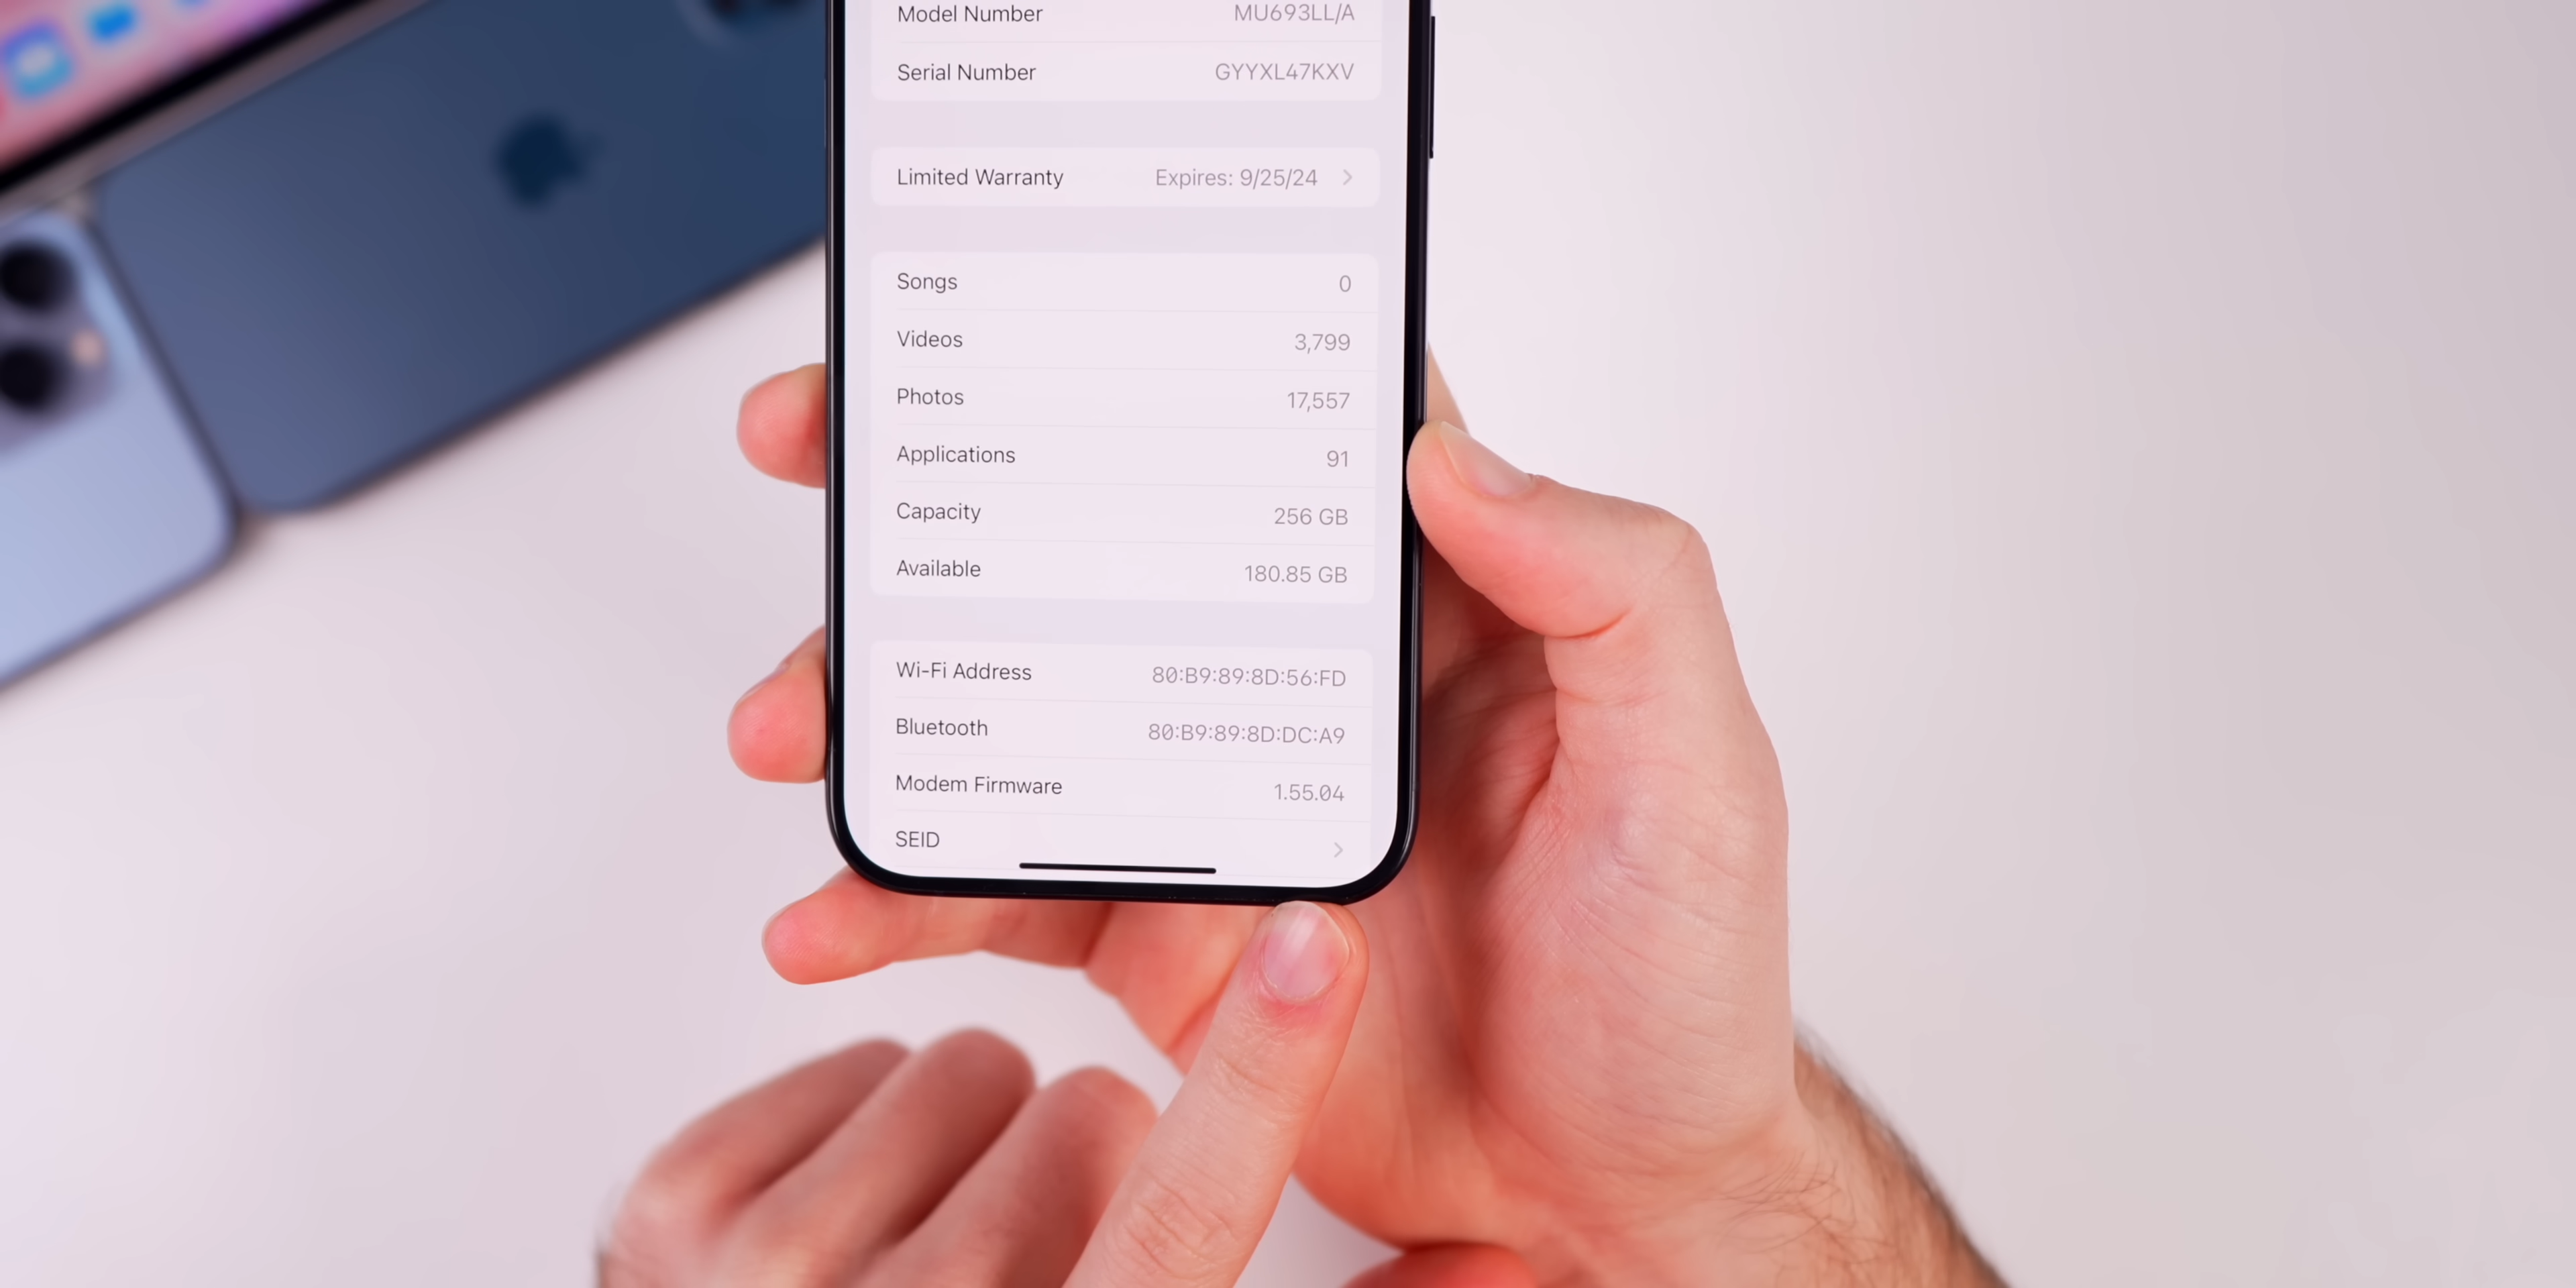 Model Number MU693LL/A
Serial Number GYYXL47KXV
Limited Warranty Expires: 9/25/24
Songs 0
Videos 3,799
Photos 17,557
Applications 91
Capacity 256 GB
Available 180.85 GB
Wi-Fi Address 80:B9:89:8D:56:FD
Bluetooth 80:B9:89:8D:DC:A9
Modem Firmware 1.55.04
SEID